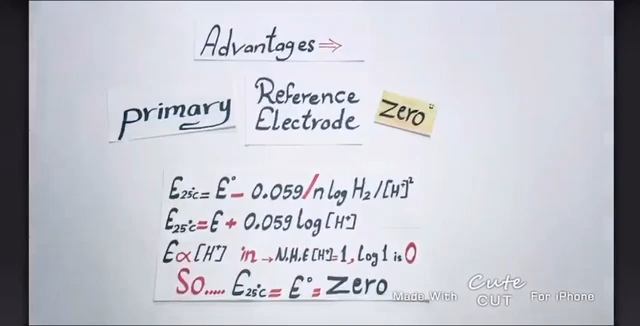 Advantages ⇒
primary Reference Electrode Zero
E25°C = E° - 0.059/n log H2/[H⁺]²
E25°C = E + 0.059 log [H⁺]
E ∝ [H⁺] in → N.H.E [H⁺]=1, Log 1 is 0
So..... E25°C = E° = Zero
Made With Cute CUT For iPhone